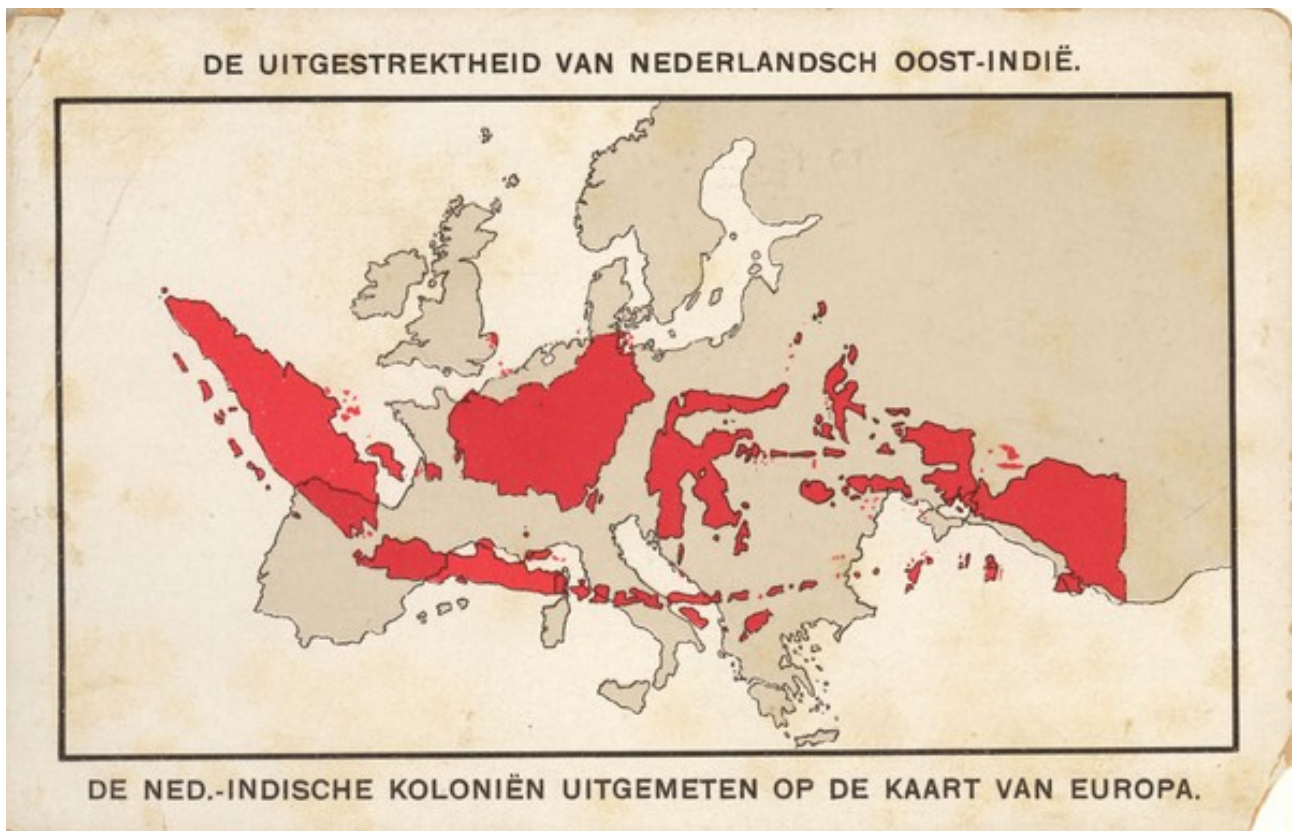 DE UITGESTREKTHEID VAN NEDERLANDSCH OOST-INDIË.
DE NED.-INDISCHE KOLONIËN UITGEMETEN OP DE KAART VAN EUROPA.